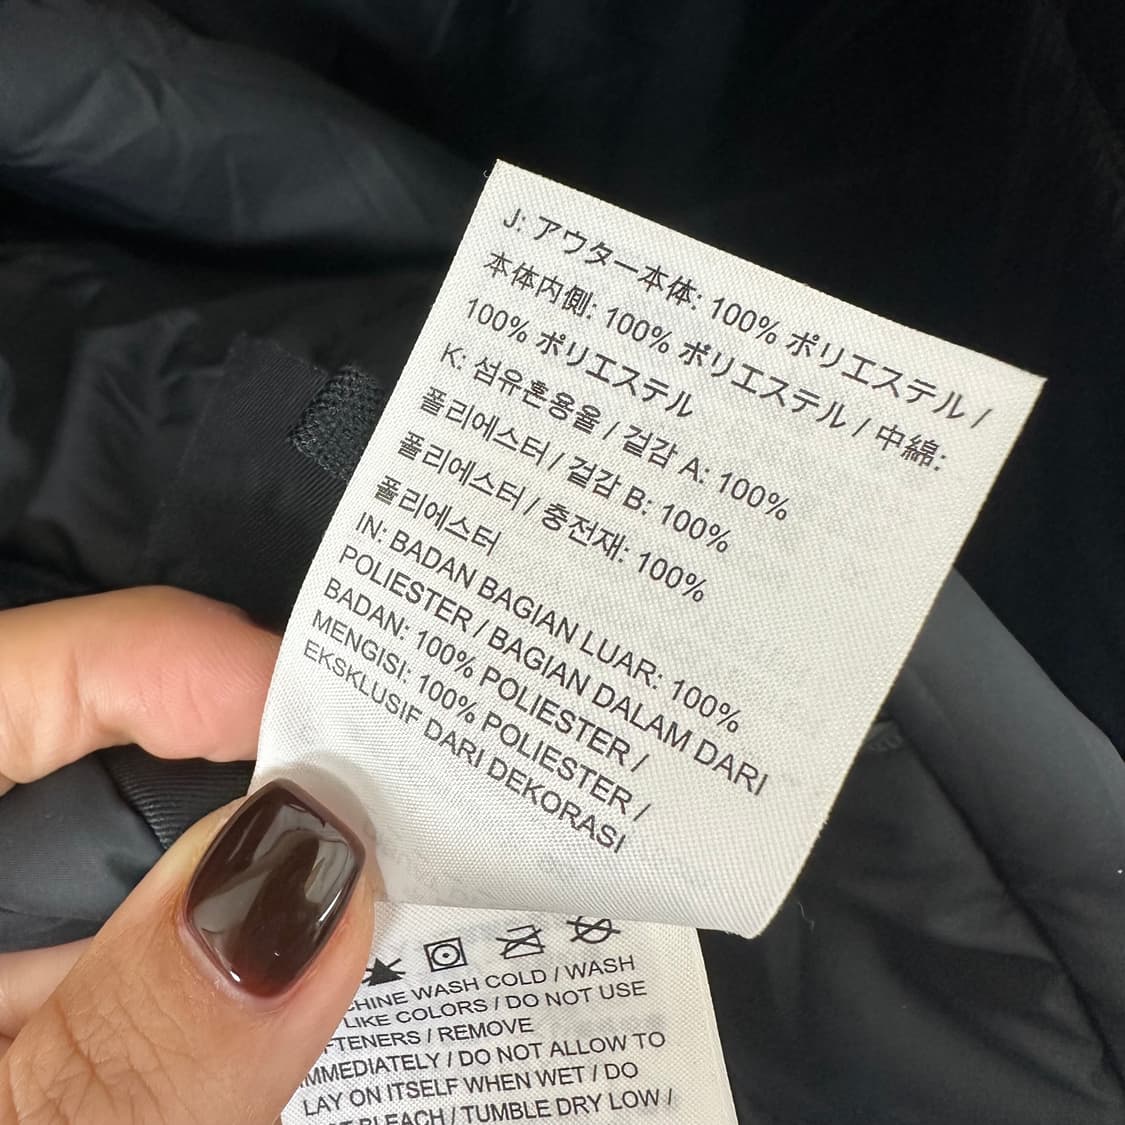 J: アウター本体: 100% ポリエステル /
本体内側: 100% ポリエステル / 中綿:
100% ポリエステル
K: 섬유혼용율 / 겉감 A: 100%
폴리에스터 / 겉감 B: 100%
폴리에스터 / 충전재: 100%
폴리에스터
IN: BADAN BAGIAN LUAR: 100%
POLIESTER / BAGIAN DALAM DARI
BADAN: 100% POLIESTER /
MENGISI: 100% POLIESTER /
EKSKLUSIF DARI DEKORASI
WASH COLD / WASH
LIKE COLORS / DO NOT USE
/ REMOVE
/ DO NOT ALLOW TO
LAY ON ITSELF WHEN WET / DO
BLEACH / TUMBLE DRY LOW /